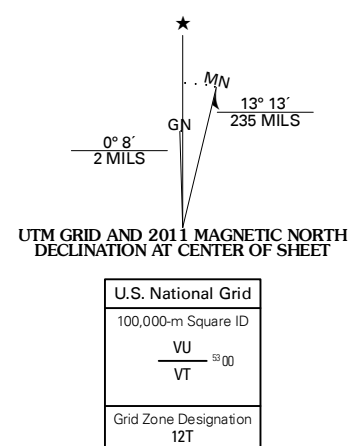 ★
MN
GN
13° 13´
235 MILS
0° 8´
2 MILS
UTM GRID AND 2011 MAGNETIC NORTH
DECLINATION AT CENTER OF SHEET
U.S. National Grid
100,000-m Square ID
VU
53 00
VT
Grid Zone Designation
12T